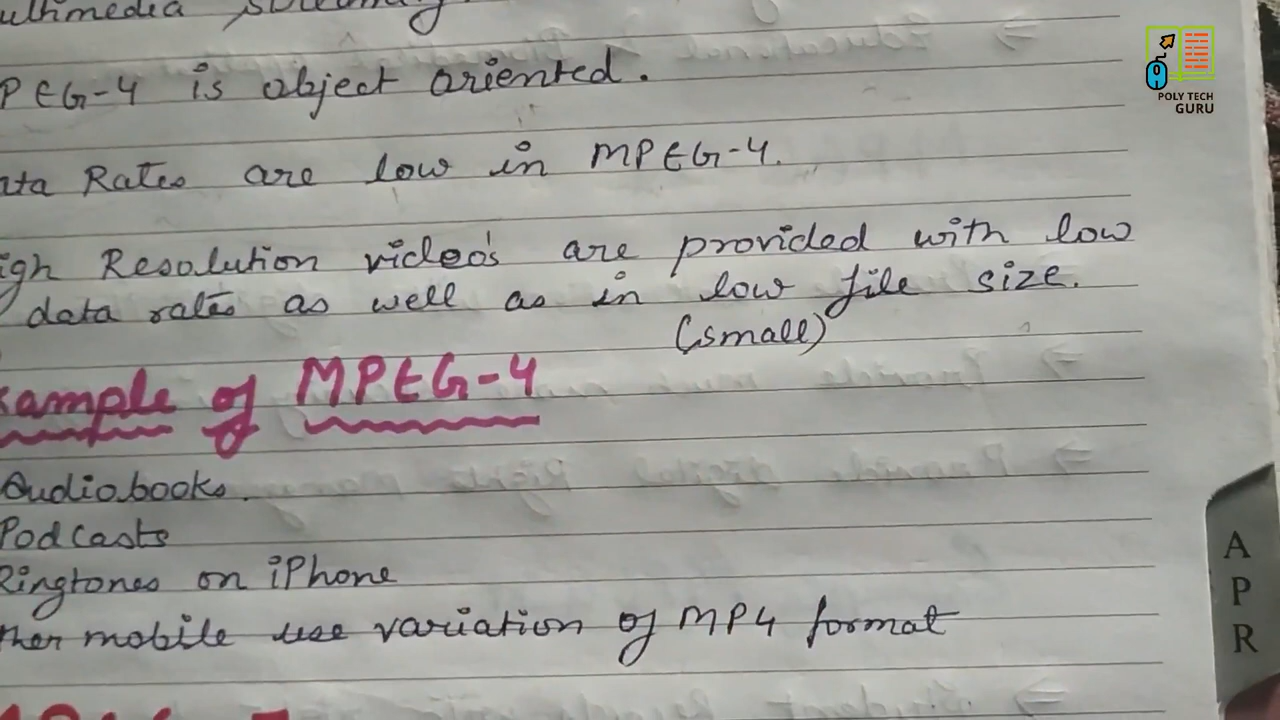 ultimedia streaming
PEG-4 is object oriented.
ata Rates are low in MPEG-4.
igh Resolution video's are provided with low
data rates as well as in low file size.
(small)
xample of MPEG-4
Audiobooks.
Podcasts
Ringtones on iPhone
ther mobile use variation of MP4 format
POLY TECH
GURU
A
P
R